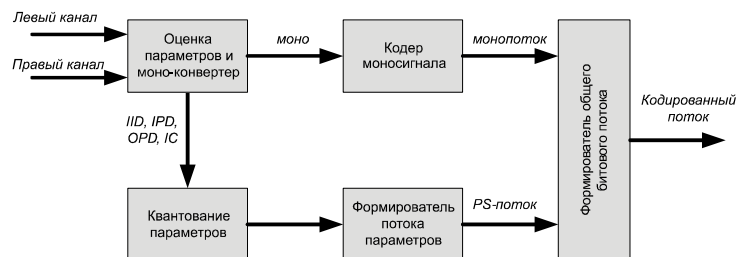 Левый канал
Правый канал
Оценка
параметров и
моно-конвертер
моно
Кодер
моносигнала
монопоток
Формирователь общего
битового потока
Кодированный
поток
IID, IPD,
OPD, IC
Квантование
параметров
Формирователь
потока
параметров
PS-поток